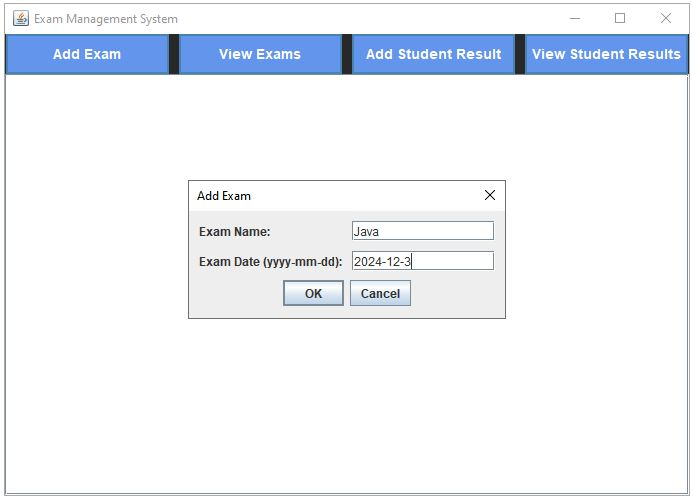 Exam Management System
Add Exam View Exams Add Student Result View Student Results
Add Exam
Exam Name: Java
Exam Date (yyyy-mm-dd): 2024-12-3
OK Cancel